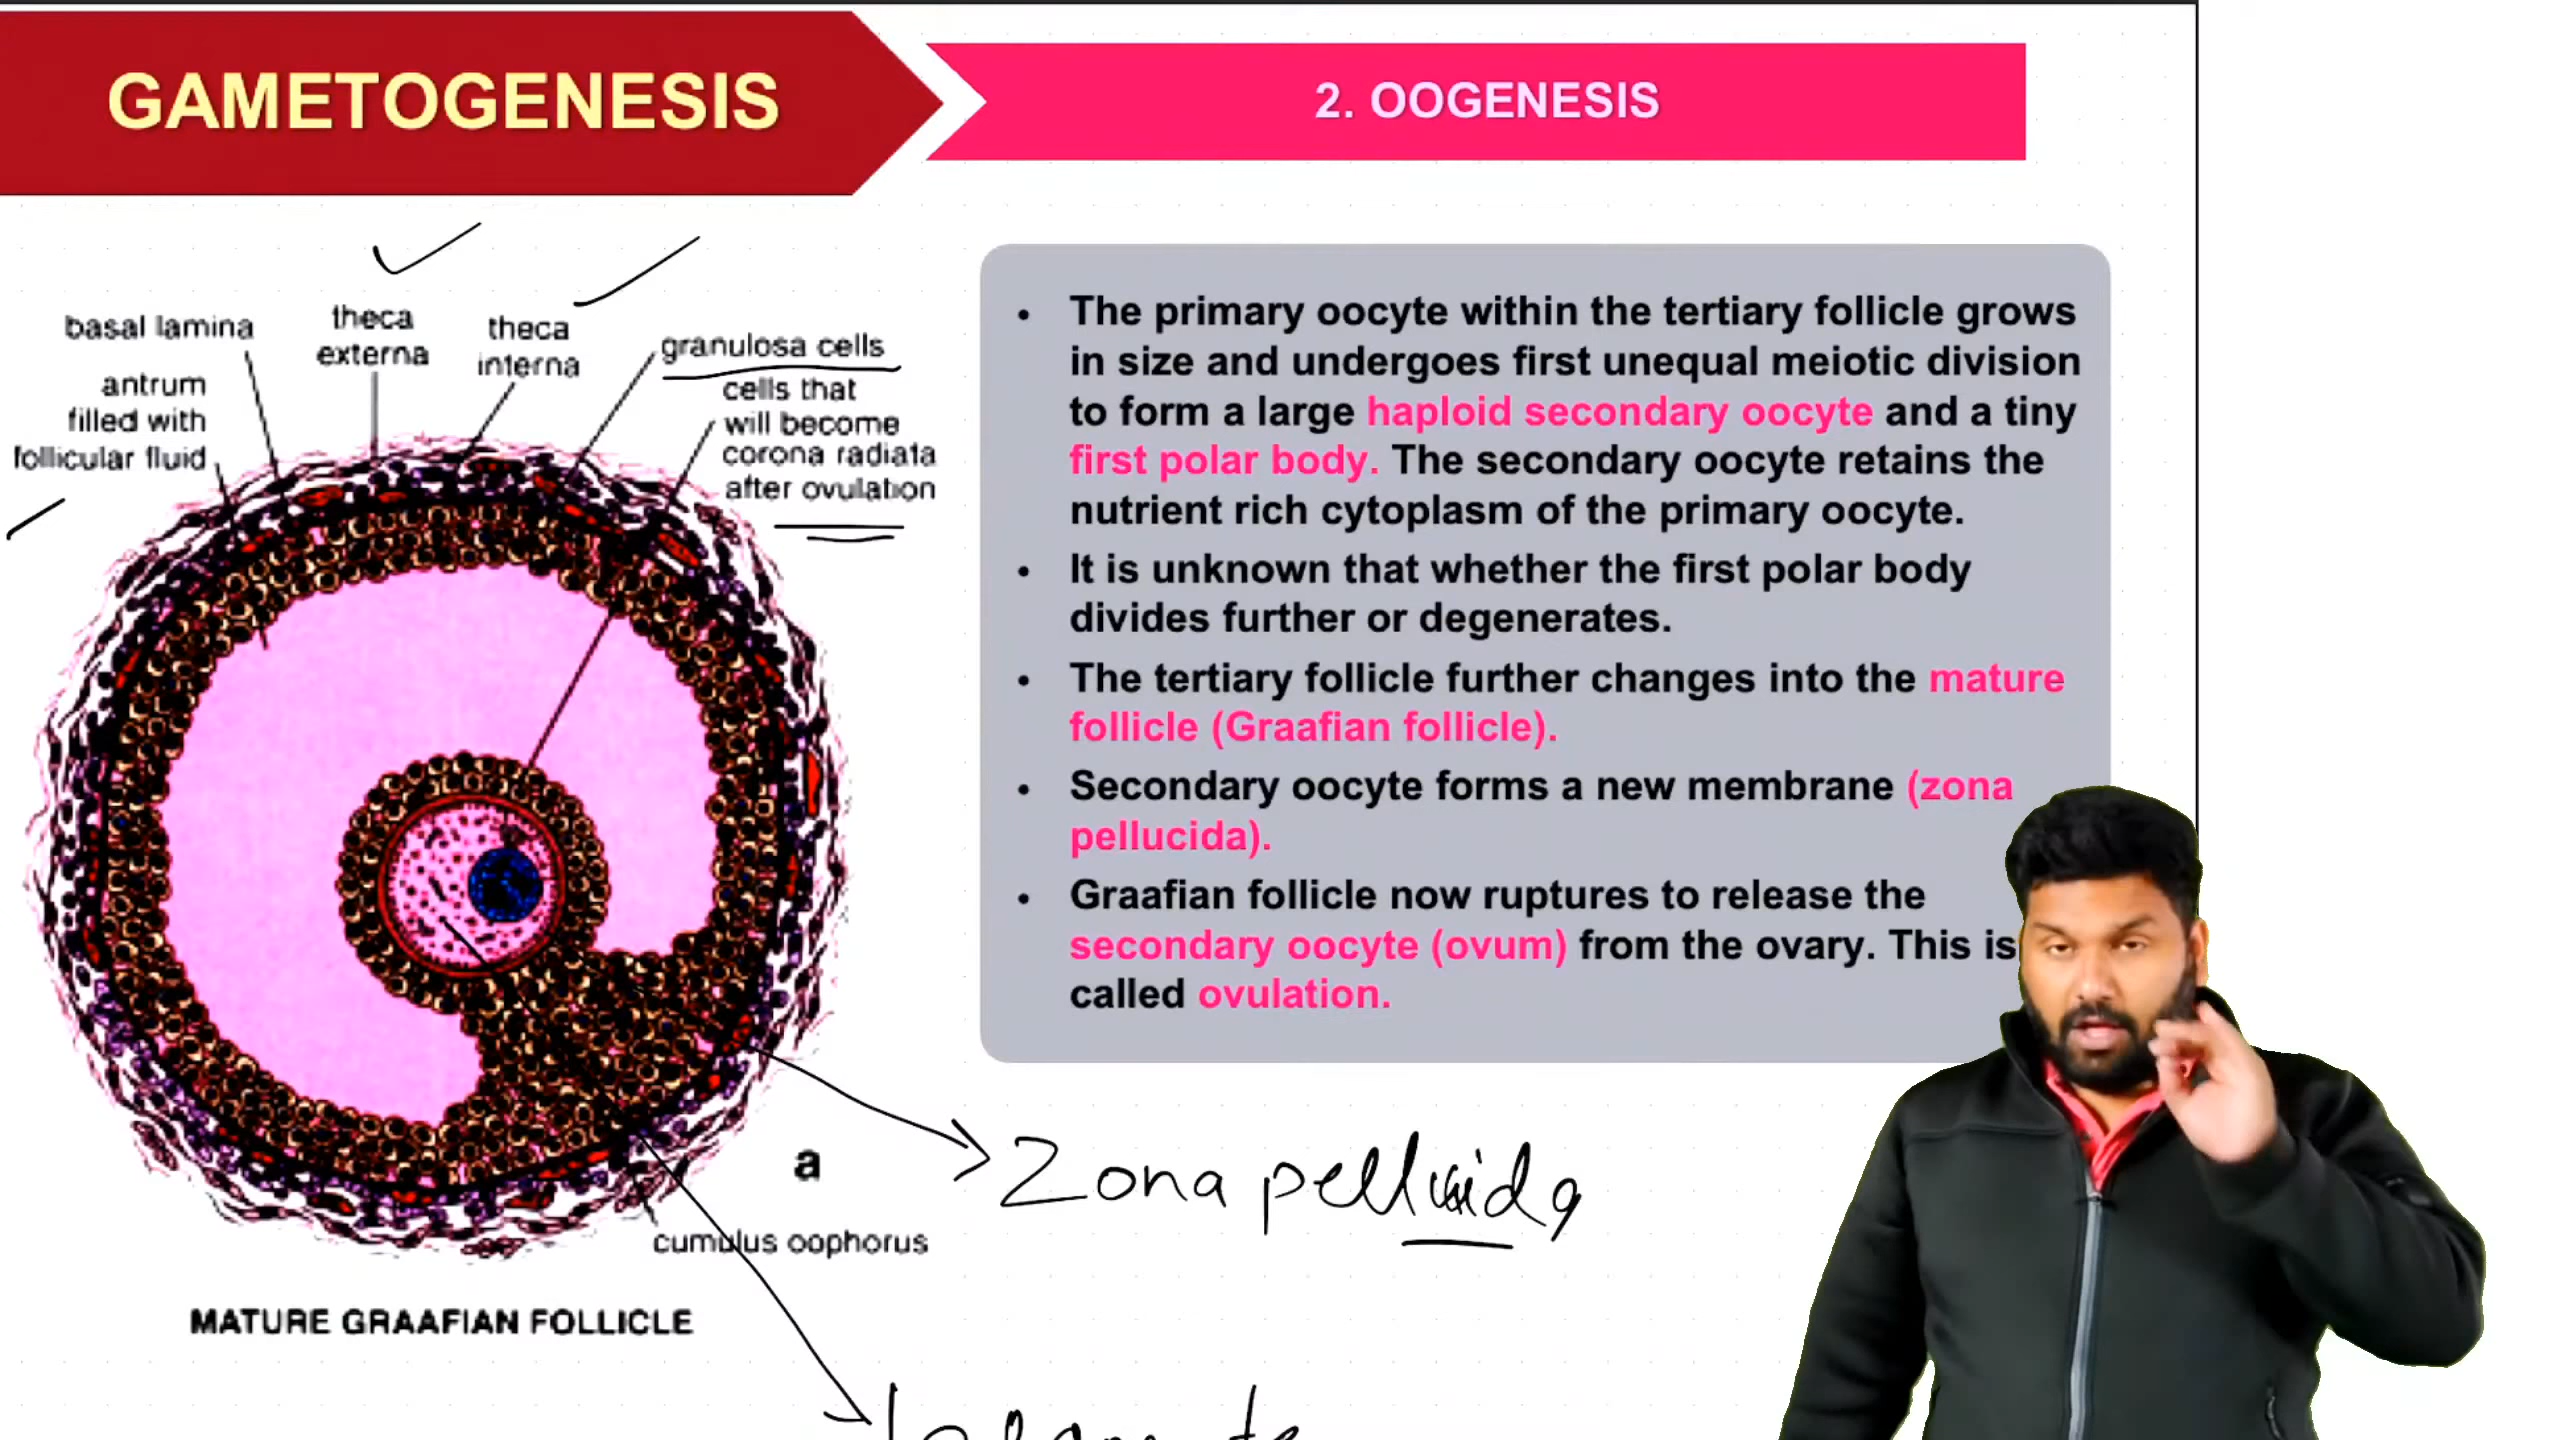 GAMETOGENESIS
2. OOGENESIS
basal lamina
theca
externa
theca
interna
granulosa cells
cells that
will become
corona radiata
after ovulation
antrum
filled with
follicular fluid
a
cumulus oophorus
MATURE GRAAFIAN FOLLICLE
• The primary oocyte within the tertiary follicle grows
in size and undergoes first unequal meiotic division
to form a large haploid secondary oocyte and a tiny
first polar body. The secondary oocyte retains the
nutrient rich cytoplasm of the primary oocyte.
• It is unknown that whether the first polar body
divides further or degenerates.
• The tertiary follicle further changes into the mature
follicle (Graafian follicle).
• Secondary oocyte forms a new membrane (zona
pellucida).
• Graafian follicle now ruptures to release the
secondary oocyte (ovum) from the ovary. This is
called ovulation.
Zona pellucida